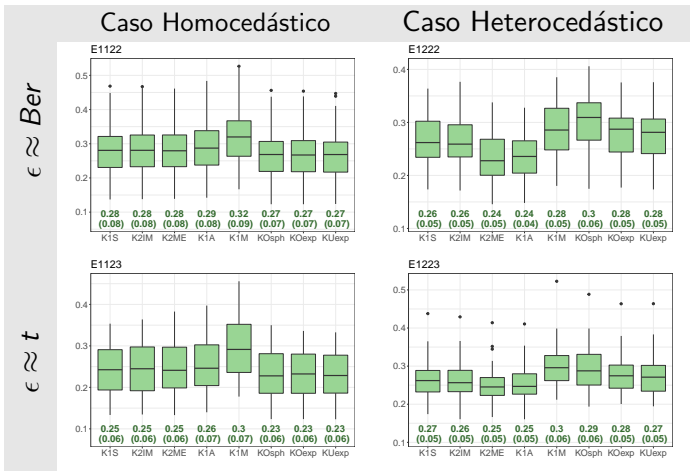 Caso Homocedástico Caso Heterocedástico
ϵ ≈ Ber
E1122
0.5
0.4
0.3
0.2
0.1
0.28 0.28 0.28 0.29 0.32 0.27 0.27 0.27
(0.08) (0.08) (0.08) (0.08) (0.09) (0.07) (0.07) (0.07)
K1S K2IM K2ME K1A K1M KOsph KOexp KUexp
E1222
0.4
0.3
0.2
0.1
0.26 0.26 0.24 0.24 0.28 0.3 0.28 0.28
(0.05) (0.05) (0.05) (0.04) (0.05) (0.06) (0.05) (0.05)
K1S K2IM K2ME K1A K1M KOsph KOexp KUexp
ϵ ≈ t
E1123
0.4
0.3
0.2
0.1
0.25 0.25 0.25 0.26 0.3 0.23 0.23 0.23
(0.06) (0.06) (0.06) (0.07) (0.07) (0.06) (0.06) (0.06)
K1S K2IM K2ME K1A K1M KOsph KOexp KUexp
E1223
0.5
0.4
0.3
0.2
0.1
0.27 0.26 0.25 0.25 0.3 0.29 0.28 0.27
(0.05) (0.05) (0.05) (0.05) (0.06) (0.06) (0.05) (0.05)
K1S K2IM K2ME K1A K1M KOsph KOexp KUexp